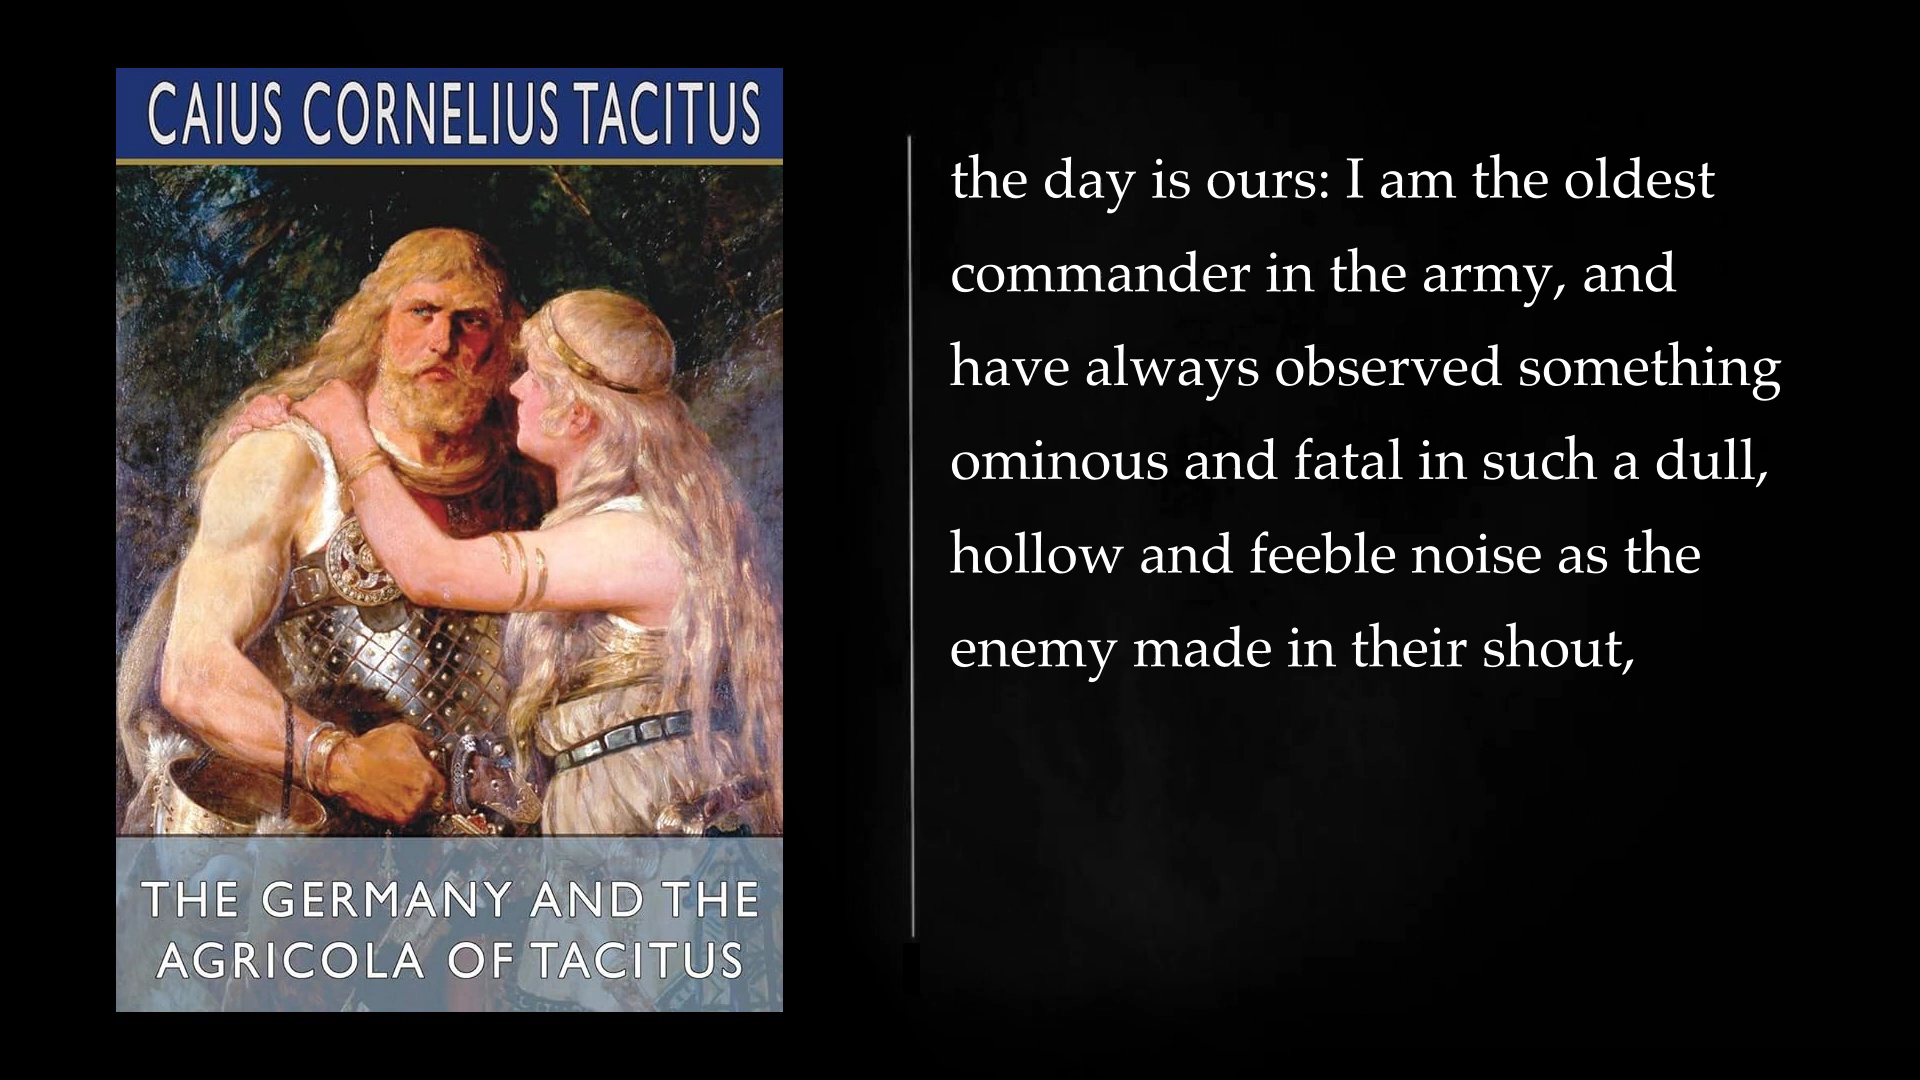 CAIUS CORNELIUS TACITUS
THE GERMANY AND THE
AGRICOLA OF TACITUS
the day is ours: I am the oldest
commander in the army, and
have always observed something
ominous and fatal in such a dull,
hollow and feeble noise as the
enemy made in their shout,